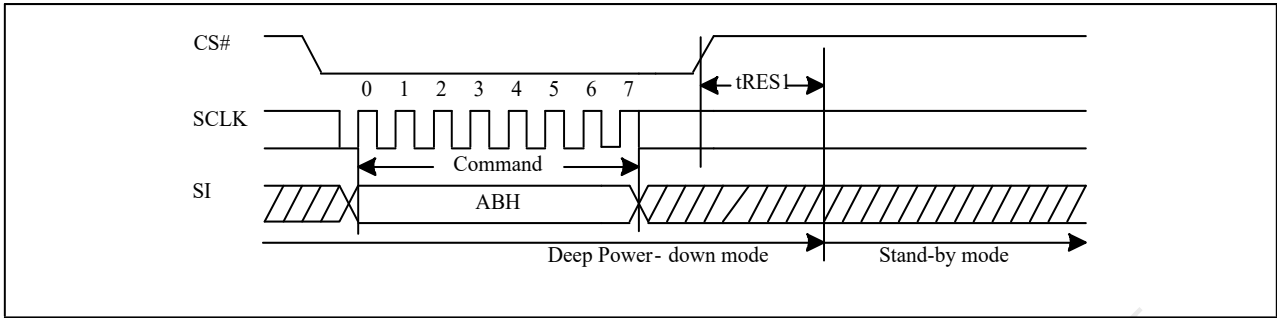 CS#
tRES1
0 1 2 3 4 5 6 7
SCLK
Command
SI
ABH
Deep Power- down mode
Stand-by mode